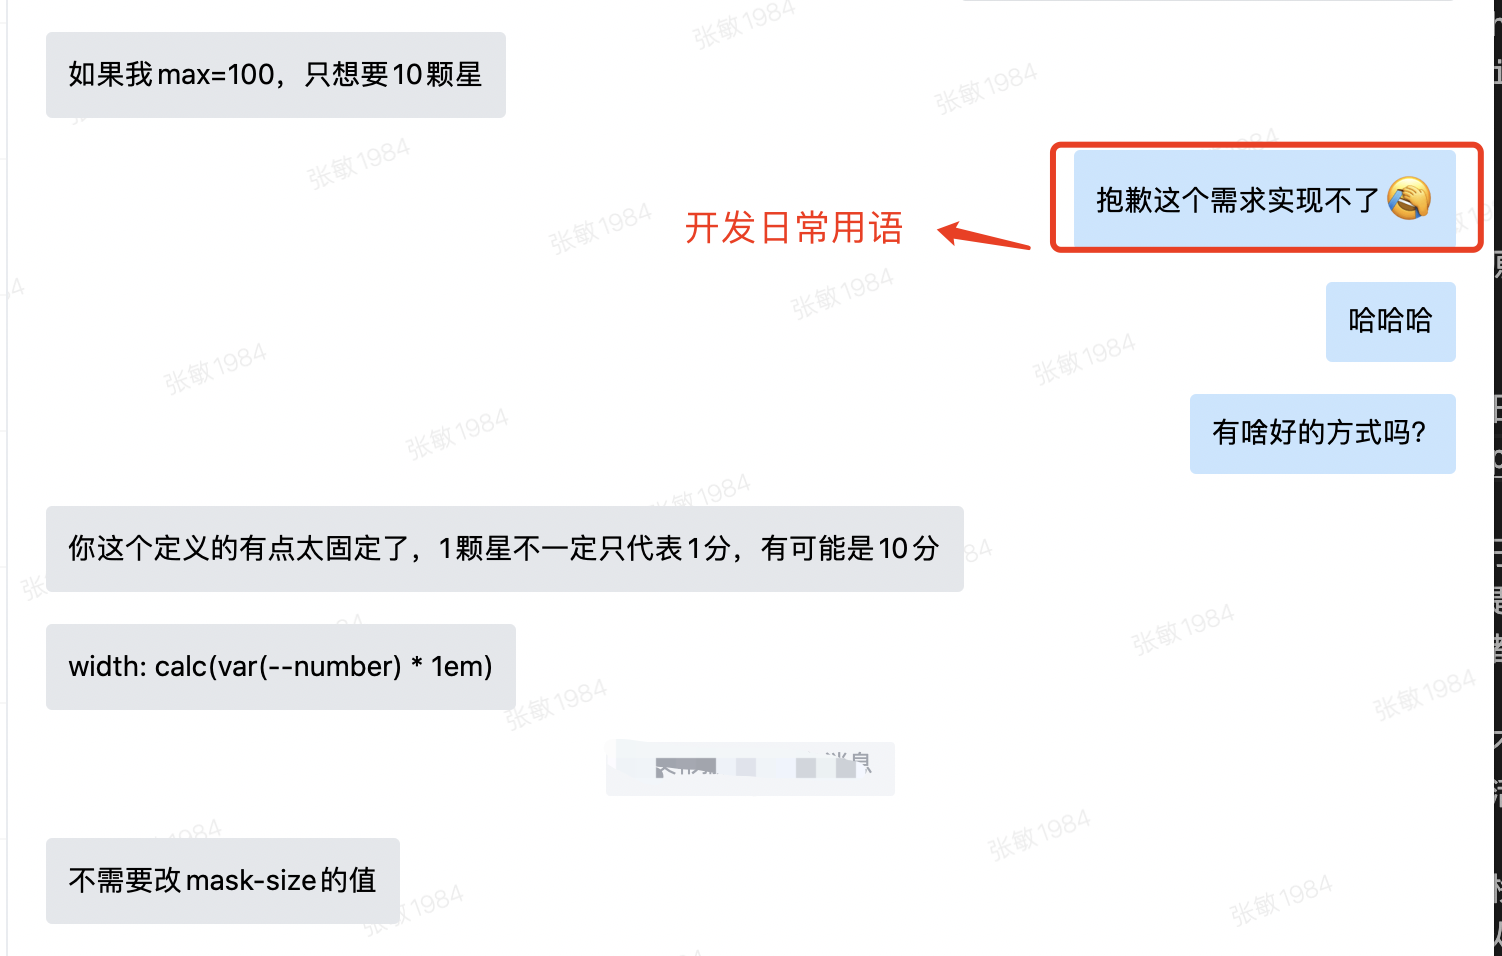 如果我max=100，只想要10颗星
抱歉这个需求实现不了
开发日常用语
哈哈哈
有啥好的方式吗？
你这个定义的有点太固定了，1颗星不一定只代表1分，有可能是10分
width: calc(var(--number) * 1em)
消息
不需要改mask-size的值
张敏1984
张敏1984
张敏1984
张敏1984
张敏1984
张敏1984
张敏1984
张敏1984
张敏1984
张敏1984
张敏1984
张敏1984
张敏1984
张敏1984